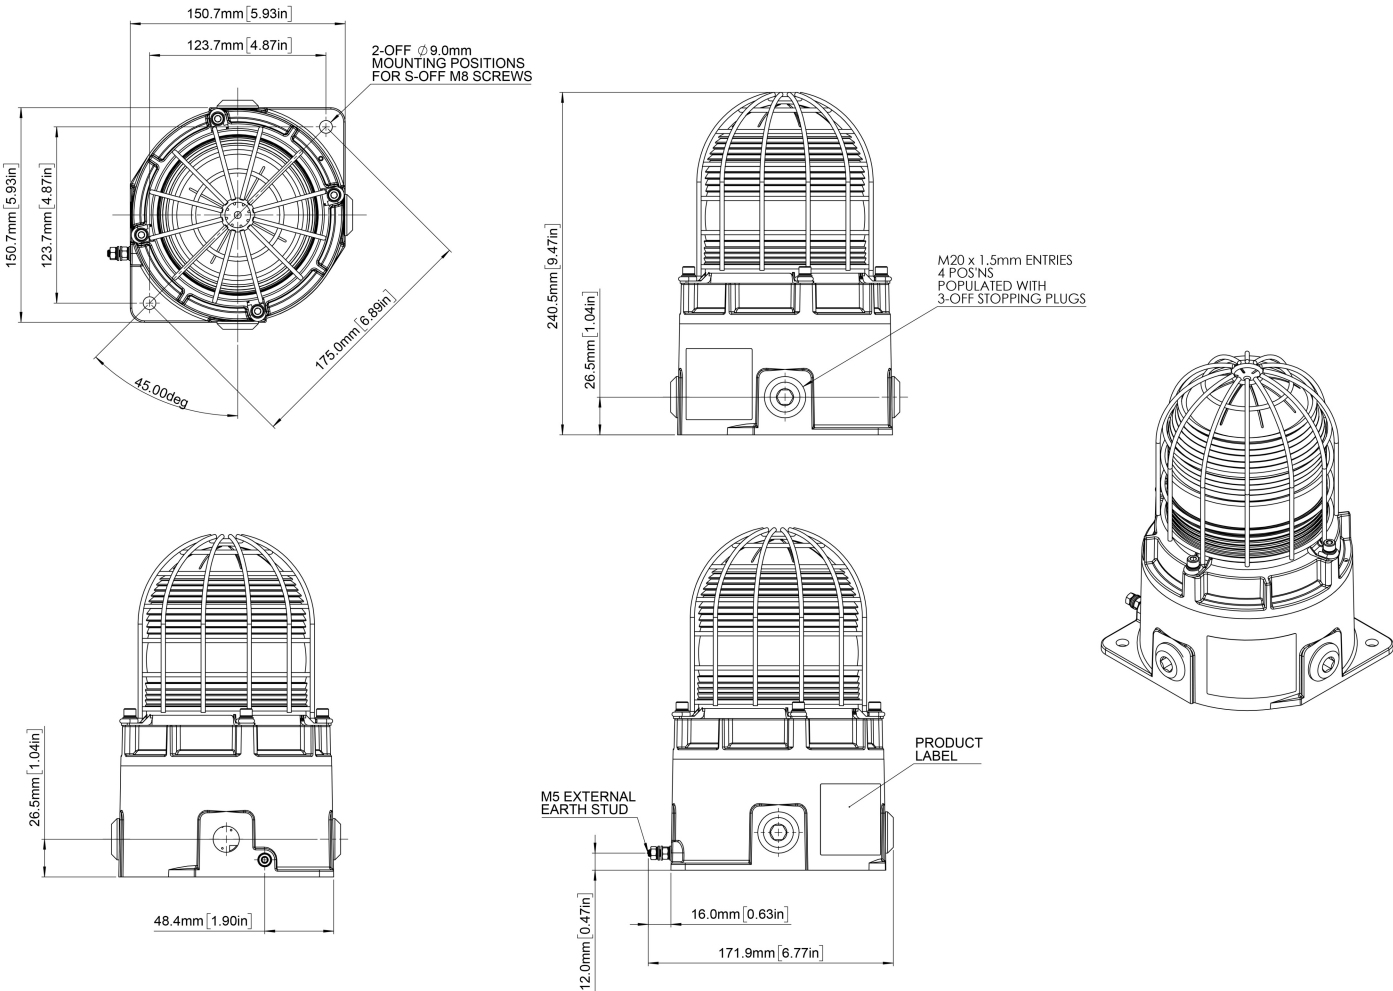 150.7mm[5.93in]
123.7mm[4.87in]
2-OFF ∅9.0mm
MOUNTING POSITIONS
FOR S-OFF M8 SCREWS
150.7mm[5.93in]
123.7mm[4.87in]
175.0mm[6.89in]
45.00deg
240.5mm[9.47in]
26.5mm[1.04in]
M20 x 1.5mm ENTRIES
4 POS'NS
POPULATED WITH
3-OFF STOPPING PLUGS
26.5mm[1.04in]
48.4mm[1.90in]
M5 EXTERNAL
EARTH STUD
PRODUCT
LABEL
12.0mm[0.47in]
16.0mm[0.63in]
171.9mm[6.77in]